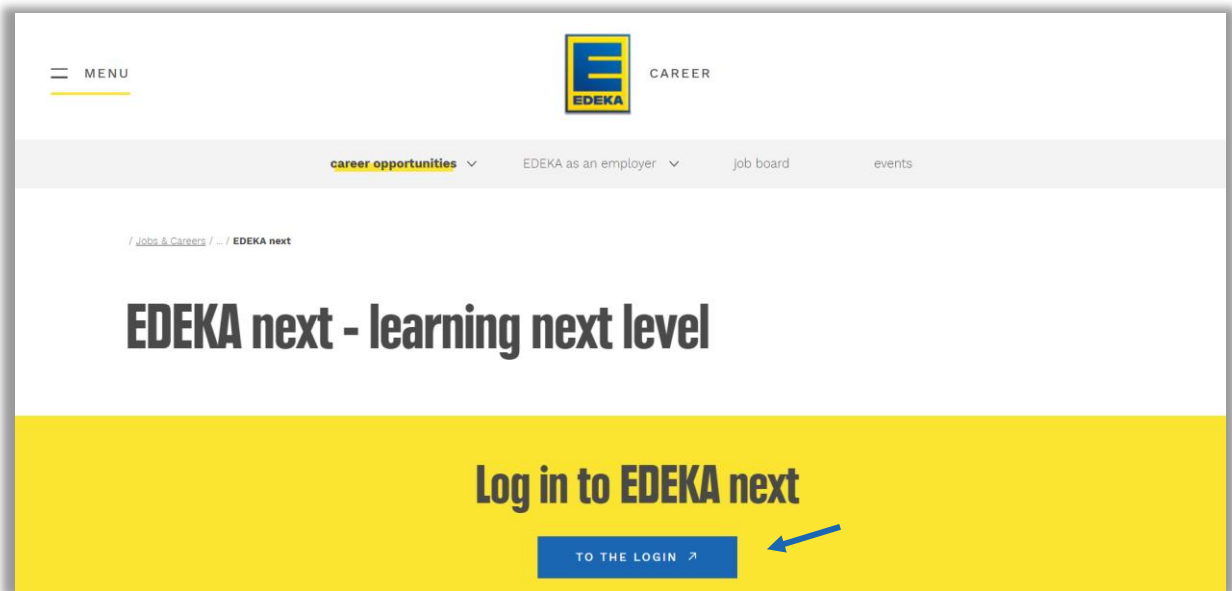 MENU
EDEKA
CAREER
career opportunities
EDEKA as an employer
job board
events
/ Jobs & Careers / ... / EDEKA next
EDEKA next - learning next level
Log in to EDEKA next
TO THE LOGIN ↗